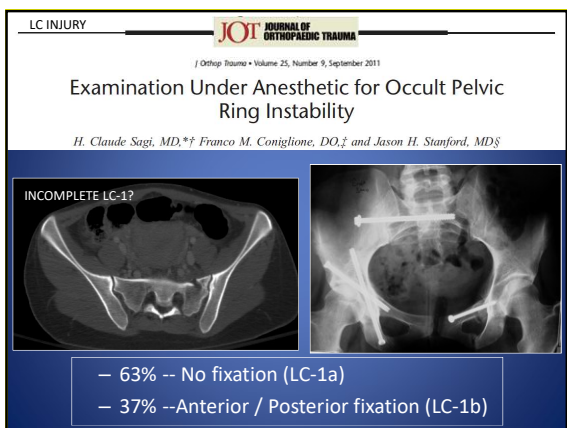 LC INJURY
JOT JOURNAL OF
ORTHOPAEDIC TRAUMA
J Orthop Trauma • Volume 25, Number 9, September 2011
Examination Under Anesthetic for Occult Pelvic
Ring Instability
H. Claude Sagi, MD,*† Franco M. Coniglione, DO,‡ and Jason H. Stanford, MD§
INCOMPLETE LC-1?
– 63% -- No fixation (LC-1a)
– 37% --Anterior / Posterior fixation (LC-1b)